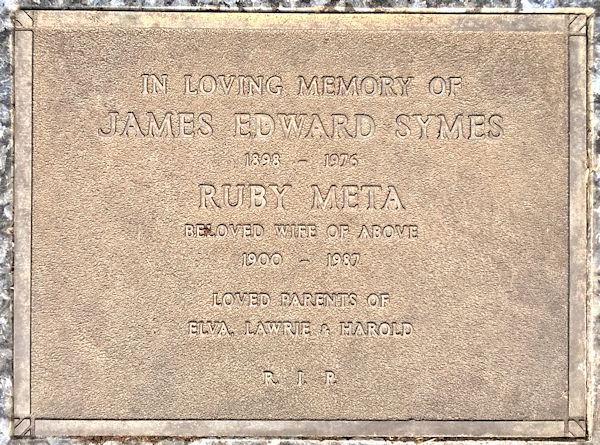 IN LOVING MEMORY OF
JAMES EDWARD SYMES
1898 – 1976
RUBY META
BELOVED WIFE OF ABOVE
1900 – 1987
LOVED PARENTS OF
ELVA, LAWRIE & HAROLD
R. I. P.